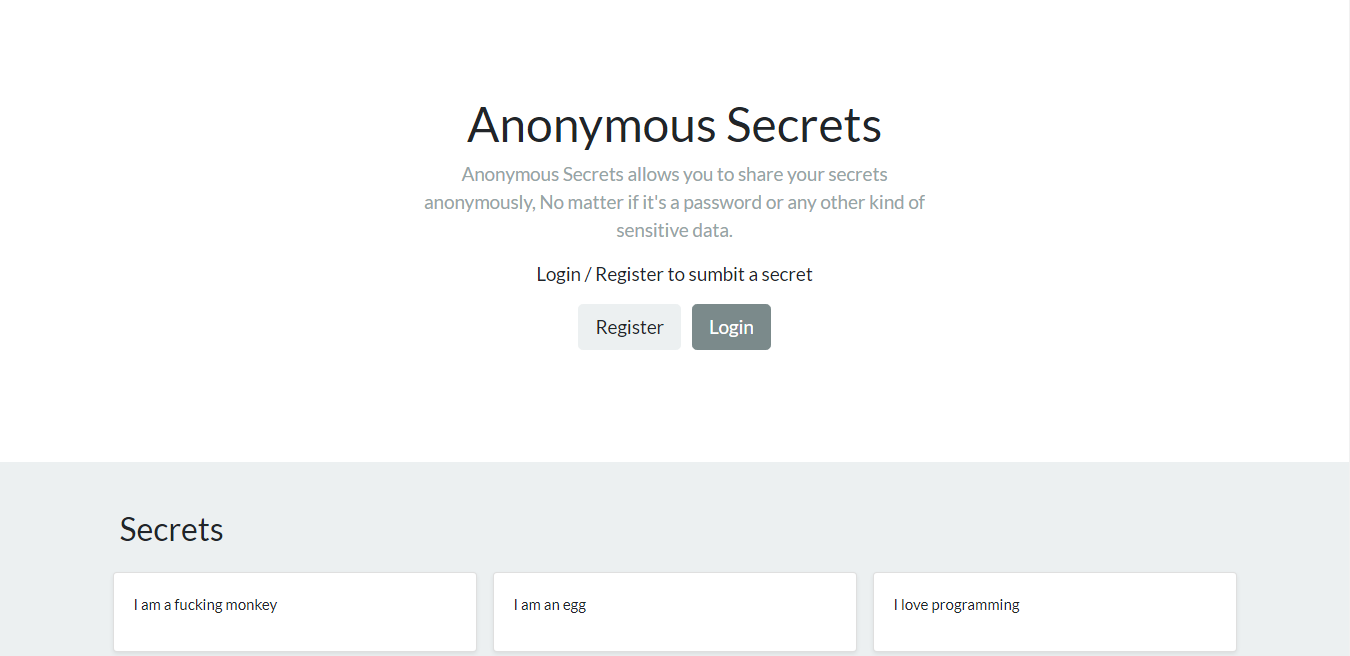 Anonymous Secrets
Anonymous Secrets allows you to share your secrets
anonymously, No matter if it's a password or any other kind of
sensitive data.
Login / Register to sumbit a secret
Register Login
Secrets
I am a fucking monkey
I am an egg
I love programming